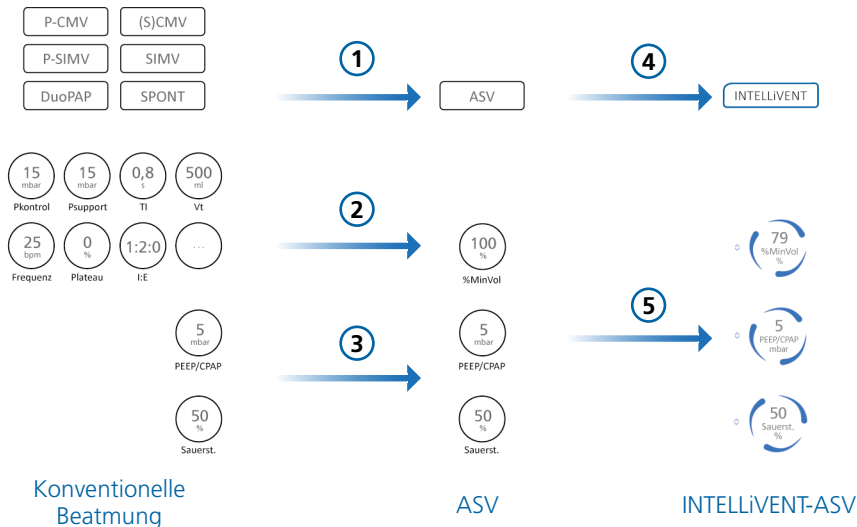 P-CMV (S)CMV
P-SIMV SIMV
DuoPAP SPONT
1
ASV
4
INTELLiVENT
15 mbar Pkontrol
15 mbar Psupport
0,8 s TI
500 ml Vt
25 bpm Frequenz
0 % Plateau
1:2:0 I:E
...
2
100
%
%MinVol
79
%MinVol
%
5
mbar
PEEP/CPAP
3
5
mbar
PEEP/CPAP
5
5
PEEP/CPAP
mbar
50
%
Sauerst.
50
%
Sauerst.
50
Sauerst.
%
Konventionelle
Beatmung
ASV
INTELLiVENT-ASV